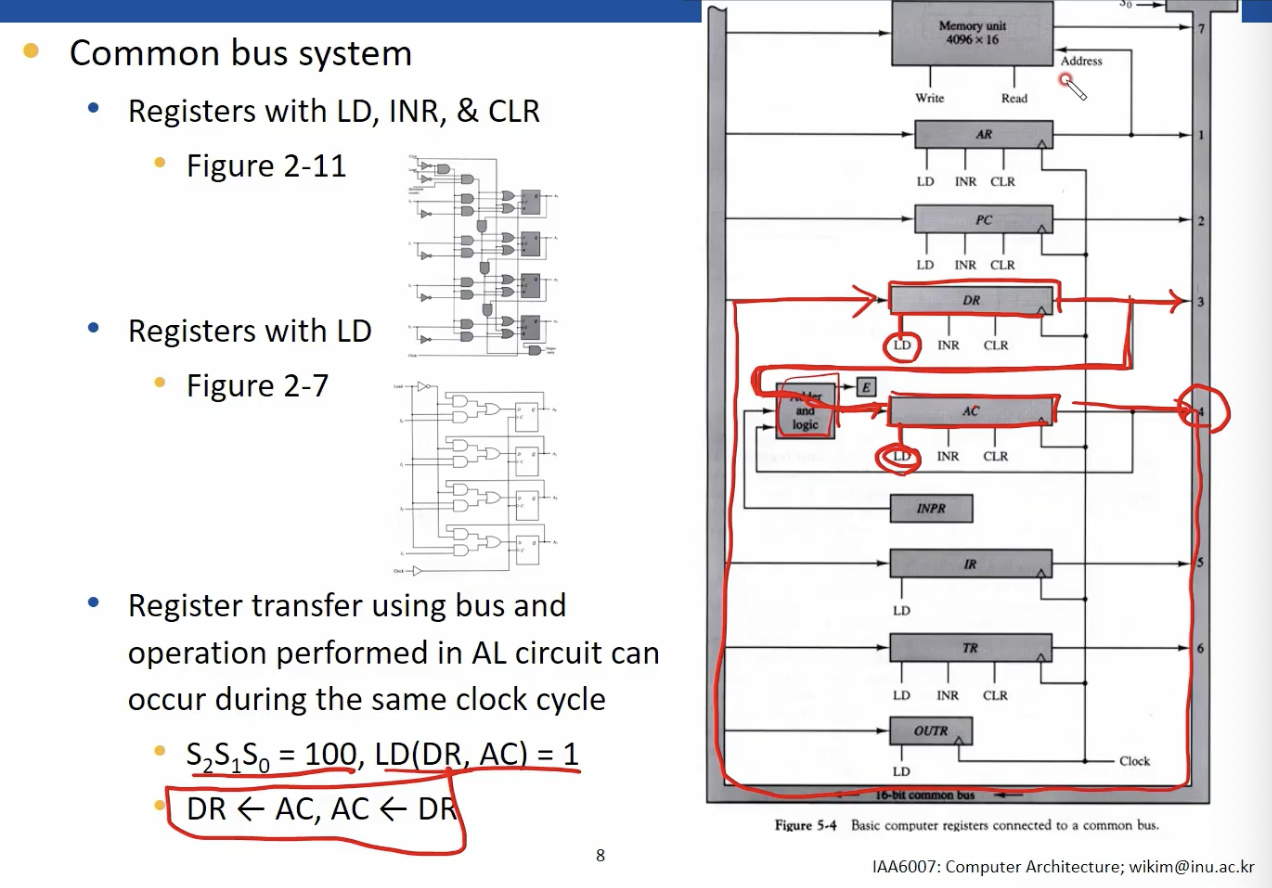 Common bus system
Registers with LD, INR, & CLR
Figure 2-11
Registers with LD
Figure 2-7
Register transfer using bus and
operation performed in AL circuit can
occur during the same clock cycle
S₂S₁S₀ = 100, LD(DR, AC) = 1
DR ← AC, AC ← DR
8
S₀
Memory unit
4096 × 16
7
Address
Write Read
AR
1
LD INR CLR
PC
2
LD INR CLR
DR
3
LD INR CLR
E
Adder
and
logic
AC
4
LD INR CLR
INPR
IR
5
LD
TR
6
LD INR CLR
OUTR
LD
Clock
16-bit common bus
Figure 5-4 Basic computer registers connected to a common bus.
IAA6007: Computer Architecture; wikim@inu.ac.kr